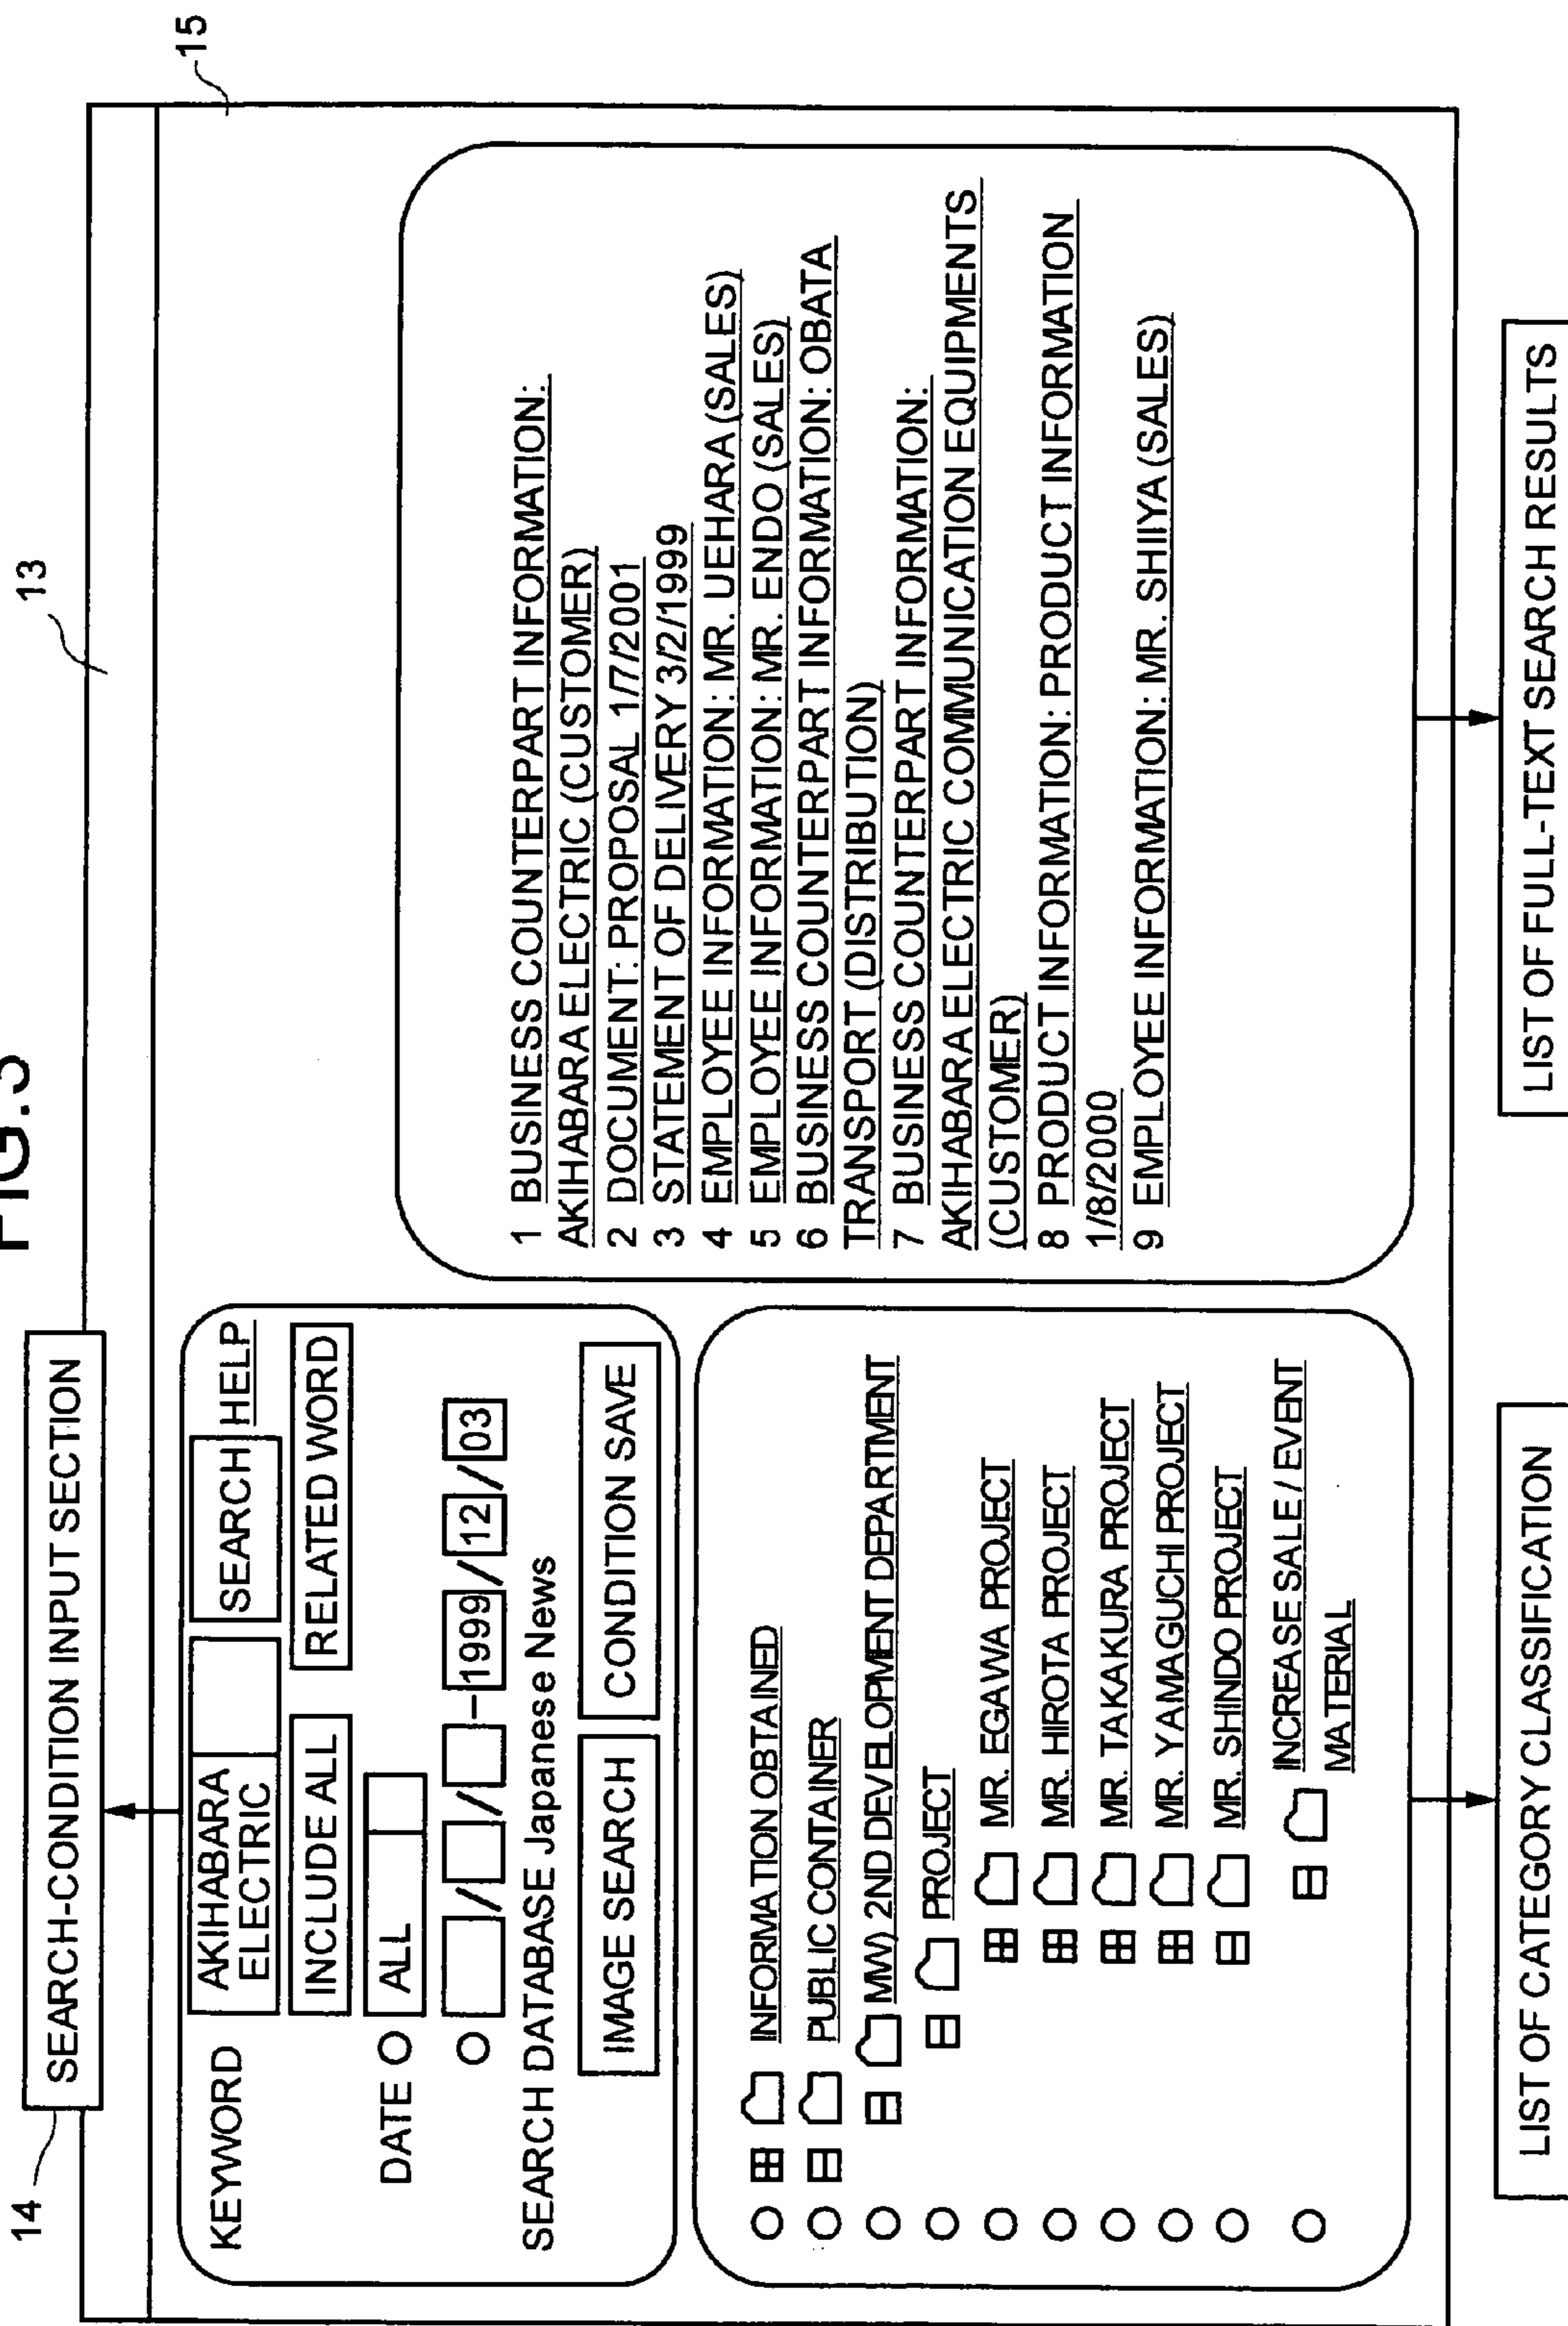 FIG.3
13
14
SEARCH-CONDITION INPUT SECTION
15
KEYWORD
AKIHABARA
ELECTRIC
SEARCH
HELP
INCLUDE ALL
RELATED WORD
DATE
ALL
/ / – 1999 / 12 / 03
SEARCH DATABASE Japanese News
IMAGE SEARCH
CONDITION SAVE
INFORMATION OBTAINED
PUBLIC CONTAINER
MW) 2ND DEVELOPMENT DEPARTMENT
PROJECT
MR. EGAWA PROJECT
MR. HIROTA PROJECT
MR. TAKAKURA PROJECT
MR. YAMAGUCHI PROJECT
MR. SHINDO PROJECT
INCREASE SALE / EVENT
MATERIAL
1 BUSINESS COUNTERPART INFORMATION:
AKIHABARA ELECTRIC (CUSTOMER)
2 DOCUMENT: PROPOSAL 1/7/2001
3 STATEMENT OF DELIVERY 3/2/1999
4 EMPLOYEE INFORMATION: MR. UEHARA (SALES)
5 EMPLOYEE INFORMATION: MR. ENDO (SALES)
6 BUSINESS COUNTERPART INFORMATION: OBATA
TRANSPORT (DISTRIBUTION)
7 BUSINESS COUNTERPART INFORMATION:
AKIHABARA ELECTRIC COMMUNICATION EQUIPMENTS
(CUSTOMER)
8 PRODUCT INFORMATION: PRODUCT INFORMATION
1/8/2000
9 EMPLOYEE INFORMATION: MR. SHIIYA (SALES)
LIST OF CATEGORY CLASSIFICATION
LIST OF FULL-TEXT SEARCH RESULTS